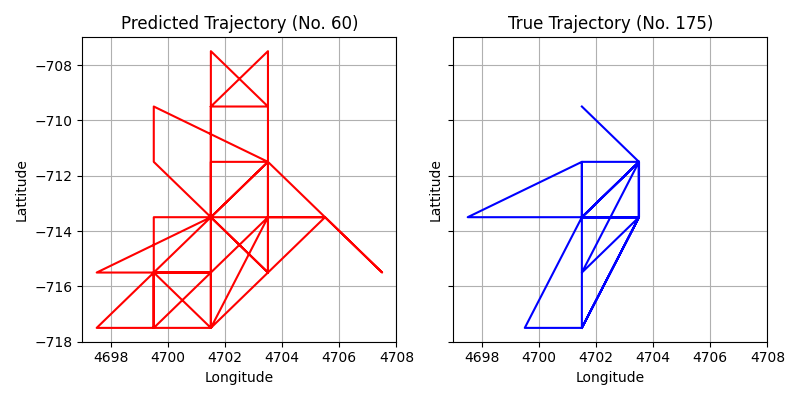 Predicted Trajectory (No. 60)
True Trajectory (No. 175)
Lattitude
−708
−710
−712
−714
−716
−718
4698 4700 4702 4704 4706 4708
Longitude
Lattitude
4698 4700 4702 4704 4706 4708
Longitude